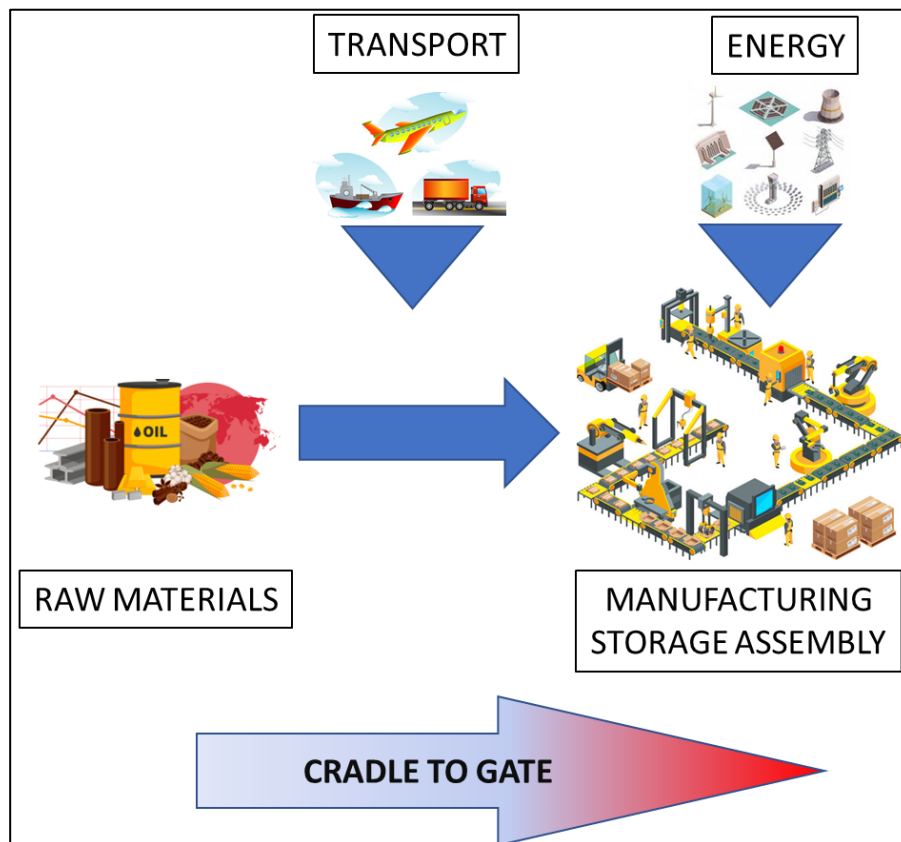 TRANSPORT
ENERGY
OIL
RAW MATERIALS
MANUFACTURING
STORAGE ASSEMBLY
CRADLE TO GATE